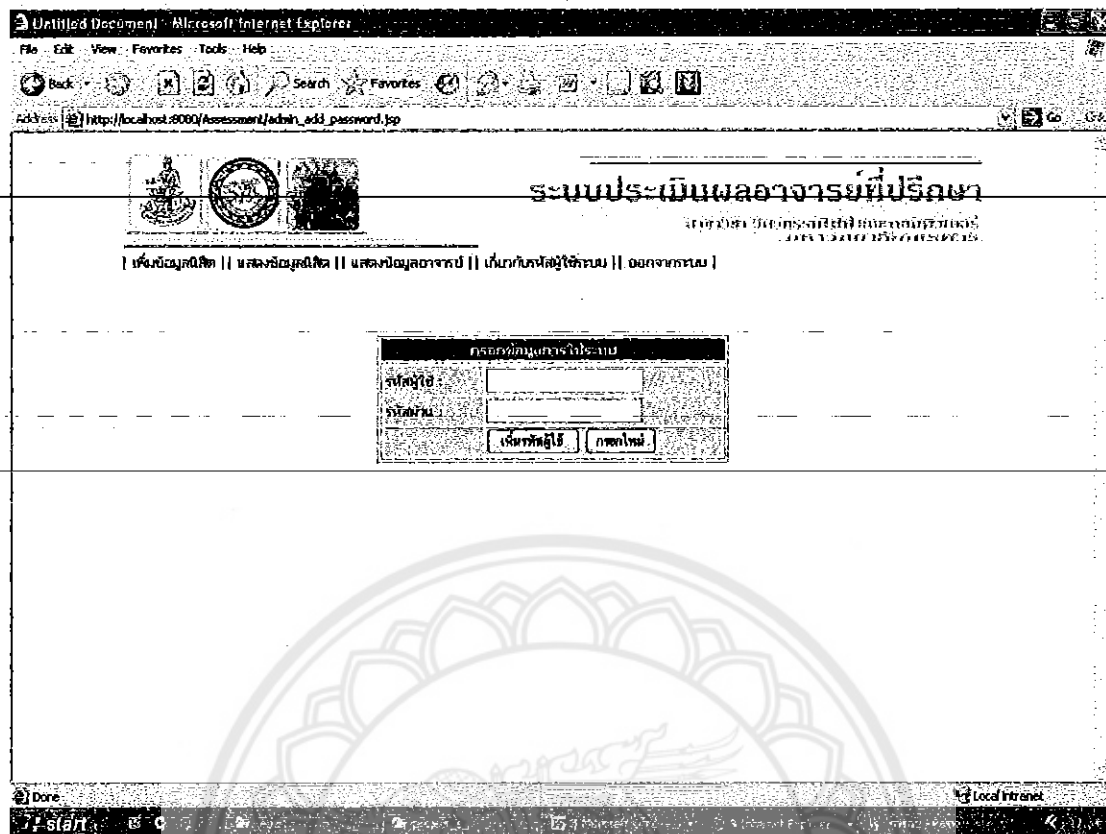 Untitled Document - Microsoft Internet Explorer
File Edit View Favorites Tools Help
Back Search Favorites
Address http://localhost:8080/Assessment/admin_add_password.jsp Go
ระบบประเมินผลอาจารย์ที่ปรึกษา
[ เพิ่มข้อมูลนิสิต || แสดงข้อมูลนิสิต || แสดงข้อมูลอาจารย์ || เกี่ยวกับรหัสผู้ใช้ระบบ || ออกจากระบบ ]
กรอกข้อมูลการใช้ระบบ
รหัสผู้ใช้ :
รหัสผ่าน :
เพิ่มรหัสผู้ใช้ กรอกใหม่
Done Local intranet
start